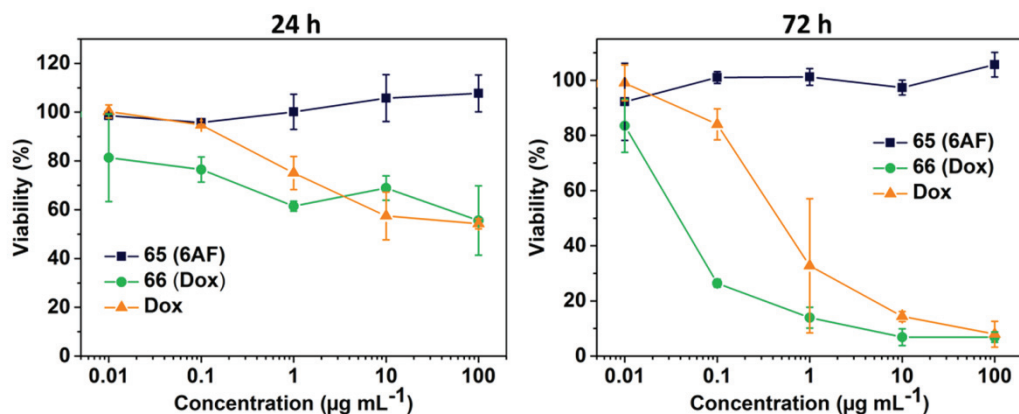 24 h
Viability (%)
120
100
80
60
40
20
0
65 (6AF)
66 (Dox)
Dox
0.01 0.1 1 10 100
Concentration (µg mL⁻¹)
72 h
Viability (%)
100
80
60
40
20
0
65 (6AF)
66 (Dox)
Dox
0.01 0.1 1 10 100
Concentration (µg mL⁻¹)